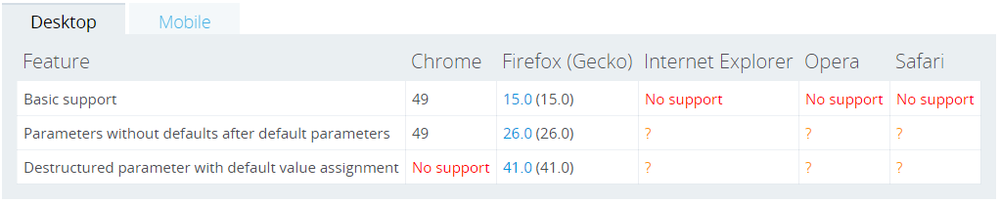 Desktop Mobile
Feature Chrome Firefox (Gecko) Internet Explorer Opera Safari
Basic support 49 15.0 (15.0) No support No support No support
Parameters without defaults after default parameters 49 26.0 (26.0) ? ? ?
Destructured parameter with default value assignment No support 41.0 (41.0) ? ? ?